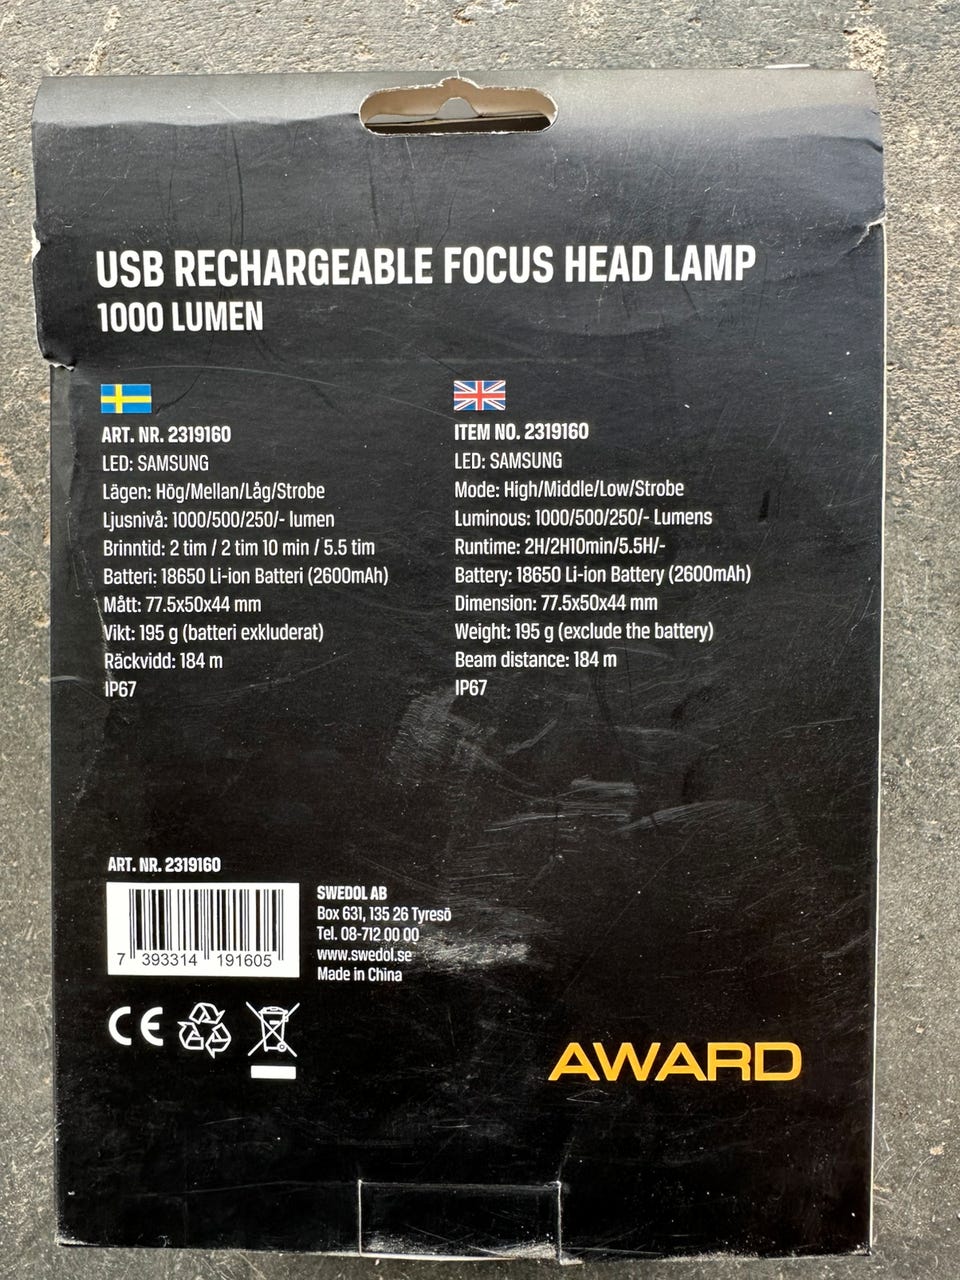 USB RECHARGEABLE FOCUS HEAD LAMP
1000 LUMEN
ART. NR. 2319160
LED: SAMSUNG
Lägen: Hög/Mellan/Låg/Strobe
Ljusnivå: 1000/500/250/- lumen
Brinntid: 2 tim / 2 tim 10 min / 5.5 tim
Batteri: 18650 Li-ion Batteri (2600mAh)
Mått: 77.5x50x44 mm
Vikt: 195 g (batteri exkluderat)
Räckvidd: 184 m
IP67
ITEM NO. 2319160
LED: SAMSUNG
Mode: High/Middle/Low/Strobe
Luminous: 1000/500/250/- Lumens
Runtime: 2H/2H10min/5.5H/-
Battery: 18650 Li-ion Battery (2600mAh)
Dimension: 77.5x50x44 mm
Weight: 195 g (exclude the battery)
Beam distance: 184 m
IP67
ART. NR. 2319160
7 393314 191605
SWEDOL AB
Box 631, 135 26 Tyresö
Tel. 08-712 00 00
www.swedol.se
Made in China
CE
AWARD